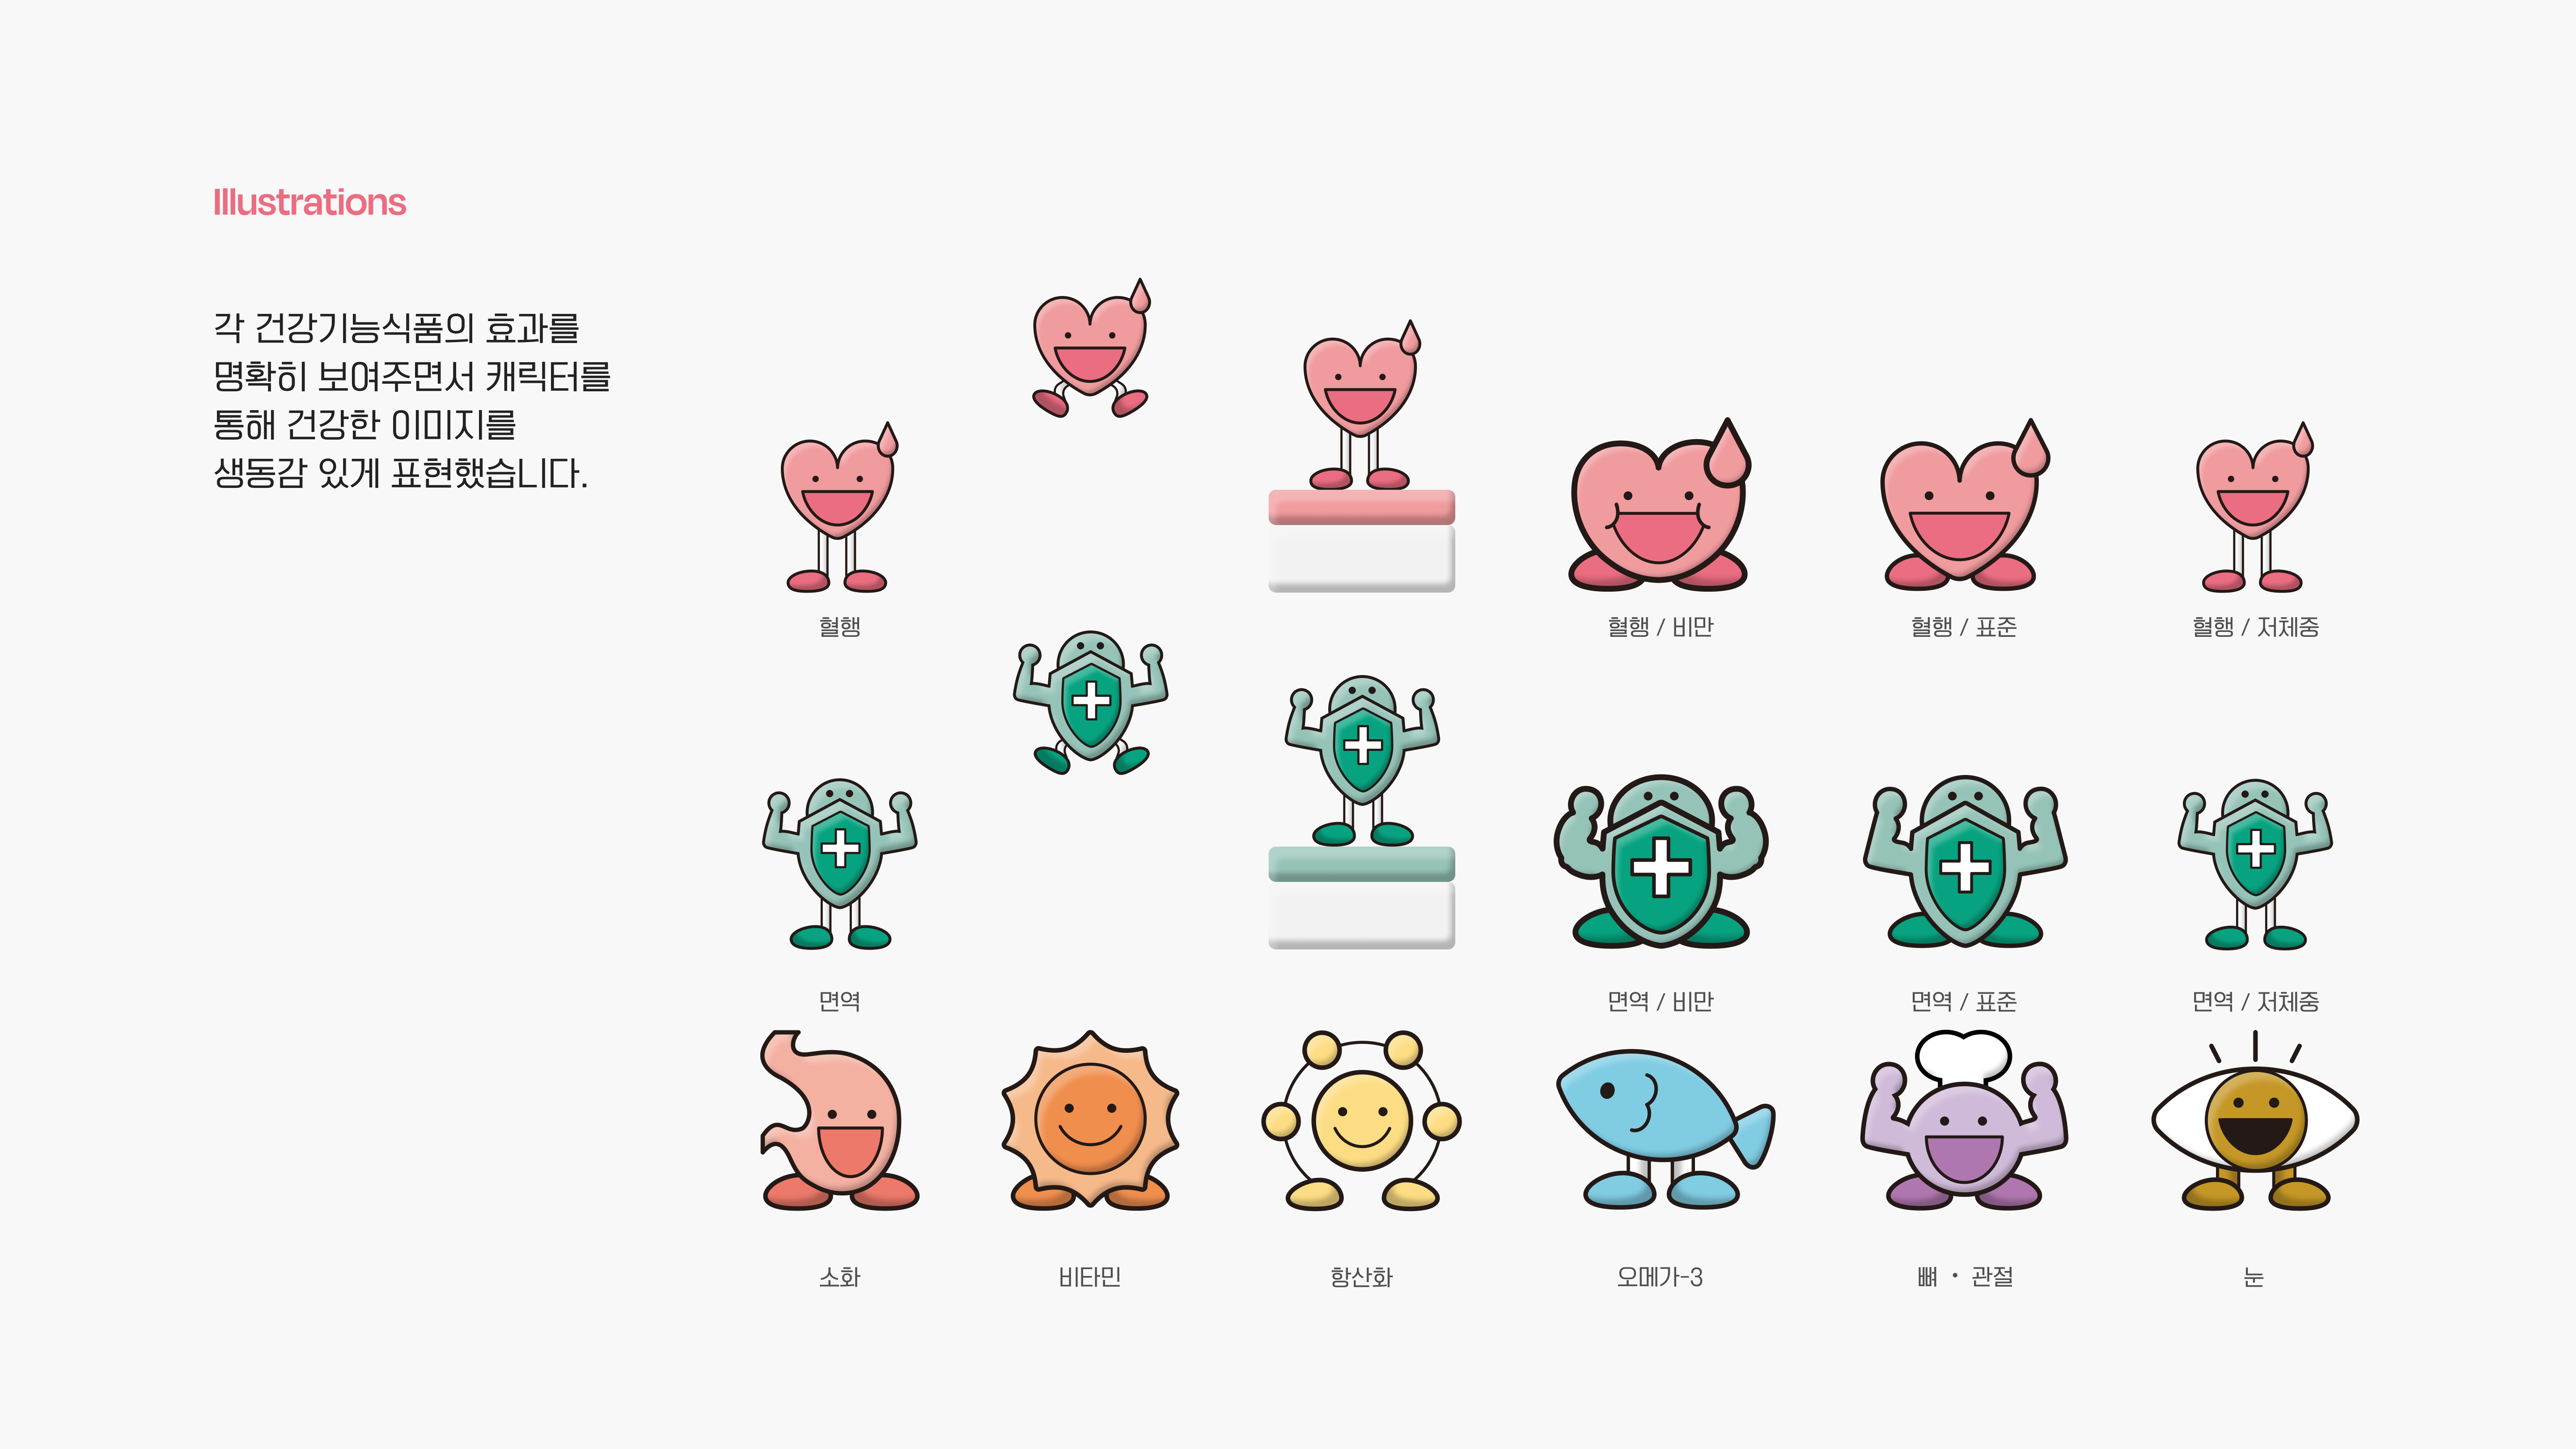 Illustrations
각 건강기능식품의 효과를
명확히 보여주면서 캐릭터를
통해 건강한 이미지를
생동감 있게 표현했습니다.
혈행
혈행 / 비만
혈행 / 표준
혈행 / 저체중
면역
면역 / 비만
면역 / 표준
면역 / 저체중
소화
비타민
항산화
오메가-3
뼈 • 관절
눈